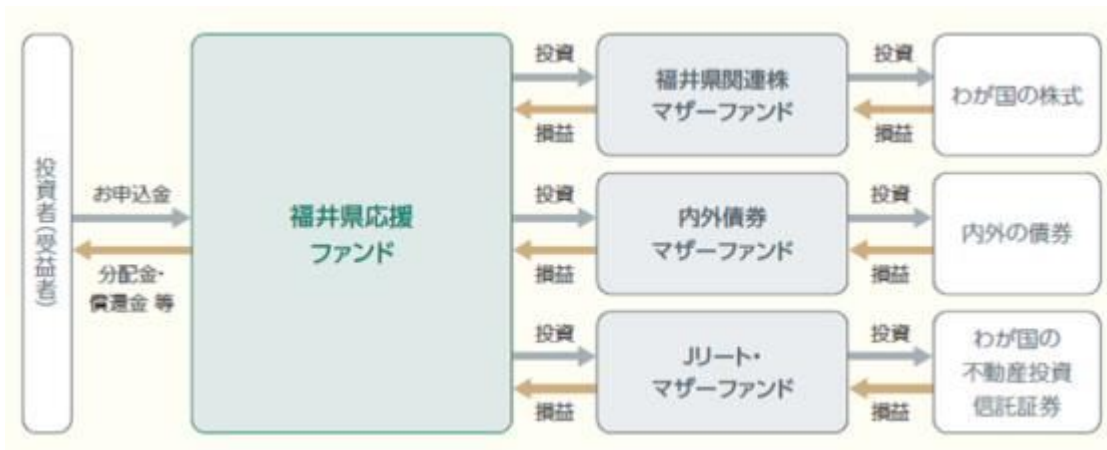 投資者(受益者)
お申込金
分配金・
償還金 等
福井県応援
ファンド
投資
損益
福井県関連株
マザーファンド
投資
損益
わが国の株式
投資
損益
内外債券
マザーファンド
投資
損益
内外の債券
投資
損益
Jリート・
マザーファンド
投資
損益
わが国の
不動産投資
信託証券